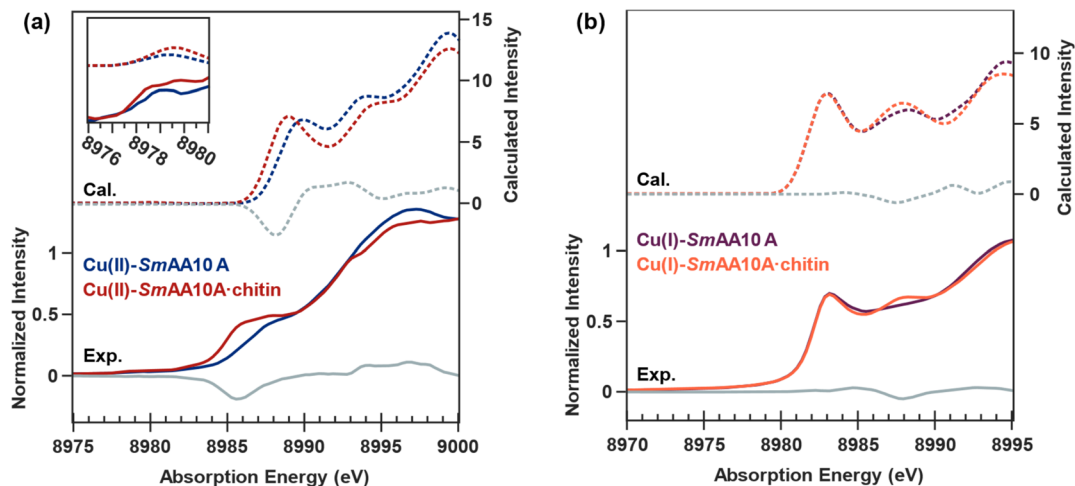 (a)
15
10
5
0
Calculated Intensity
8976
8978
8980
Cal.
Cu(II)-SmAA10 A
Cu(II)-SmAA10A·chitin
Exp.
1
0.5
0
Normalized Intensity
8975
8980
8985
8990
8995
9000
Absorption Energy (eV)
(b)
10
5
0
Calculated Intensity
Cal.
Cu(I)-SmAA10 A
Cu(I)-SmAA10A·chitin
Exp.
1
0.5
0
Normalized Intensity
8970
8975
8980
8985
8990
8995
Absorption Energy (eV)